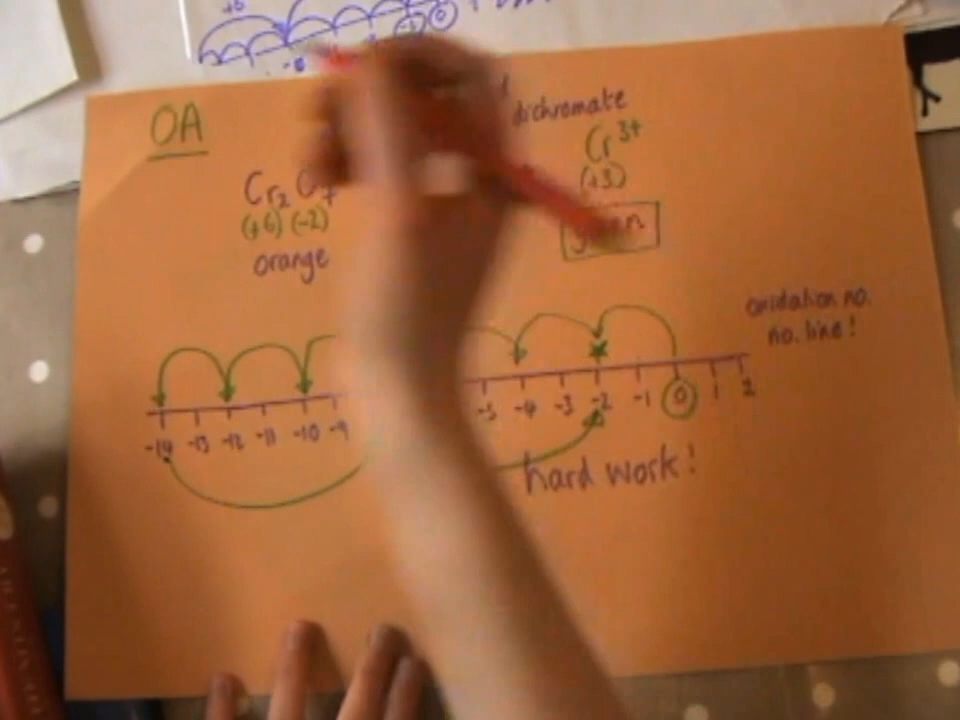 OA
dichromate
Cr₂O₇
Cr³⁺
(+6) (-2)
(+3)
orange
green
oxidation no.
no. line!
-14 -13 -12 -11 -10 -9 -5 -4 -3 -2 -1 0 1 2
hard work!